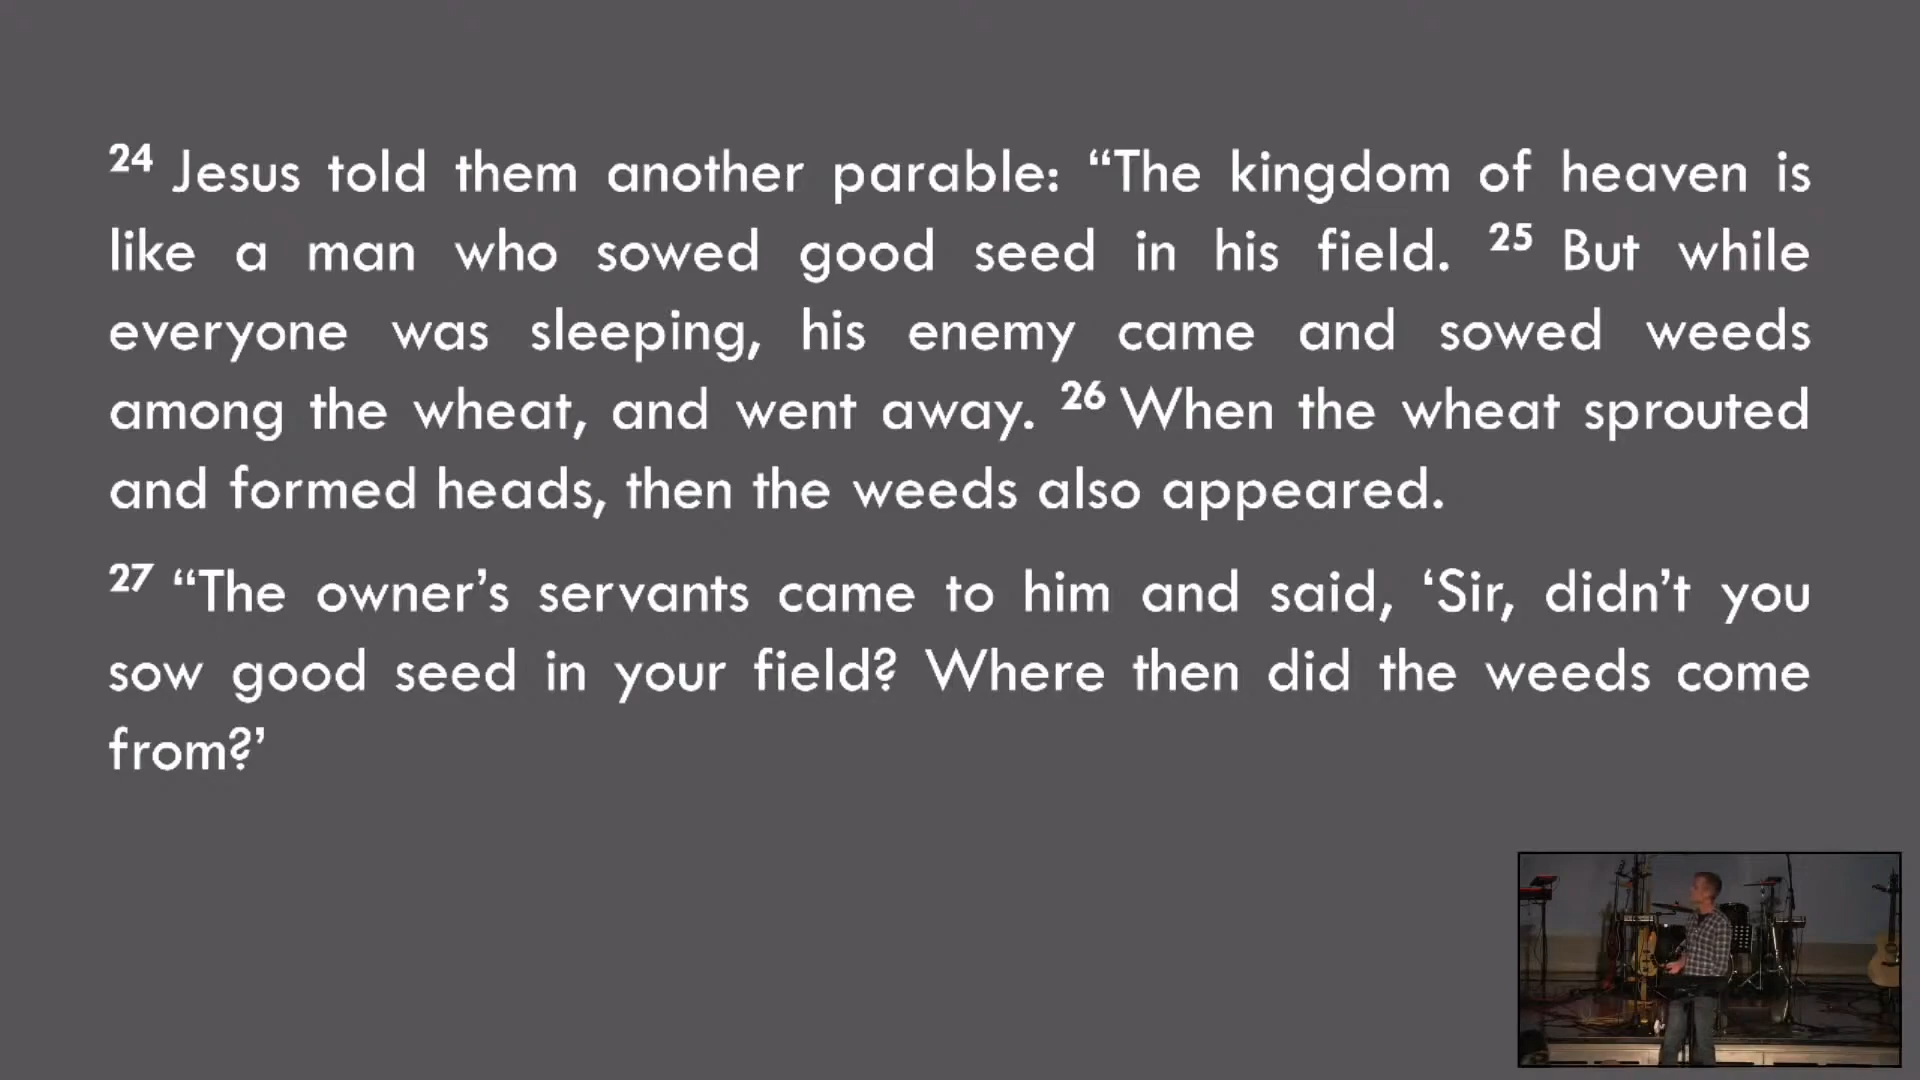 24 Jesus told them another parable: “The kingdom of heaven is
like a man who sowed good seed in his field. 25 But while
everyone was sleeping, his enemy came and sowed weeds
among the wheat, and went away. 26 When the wheat sprouted
and formed heads, then the weeds also appeared.
27 “The owner’s servants came to him and said, ‘Sir, didn’t you
sow good seed in your field? Where then did the weeds come
from?’